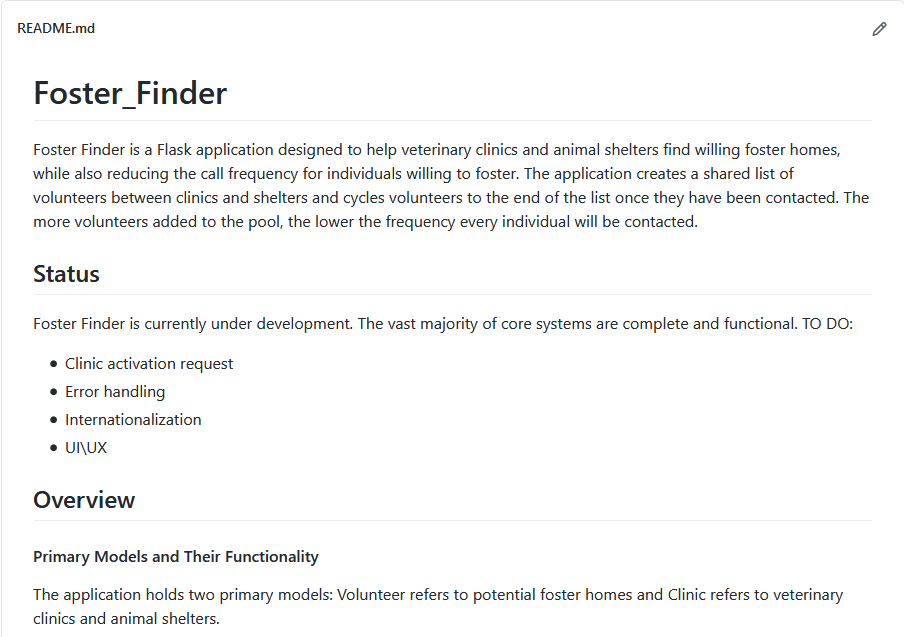 README.md
Foster_Finder
Foster Finder is a Flask application designed to help veterinary clinics and animal shelters find willing foster homes,
while also reducing the call frequency for individuals willing to foster. The application creates a shared list of
volunteers between clinics and shelters and cycles volunteers to the end of the list once they have been contacted. The
more volunteers added to the pool, the lower the frequency every individual will be contacted.
Status
Foster Finder is currently under development. The vast majority of core systems are complete and functional. TO DO:
• Clinic activation request
• Error handling
• Internationalization
• UI\UX
Overview
Primary Models and Their Functionality
The application holds two primary models: Volunteer refers to potential foster homes and Clinic refers to veterinary
clinics and animal shelters.